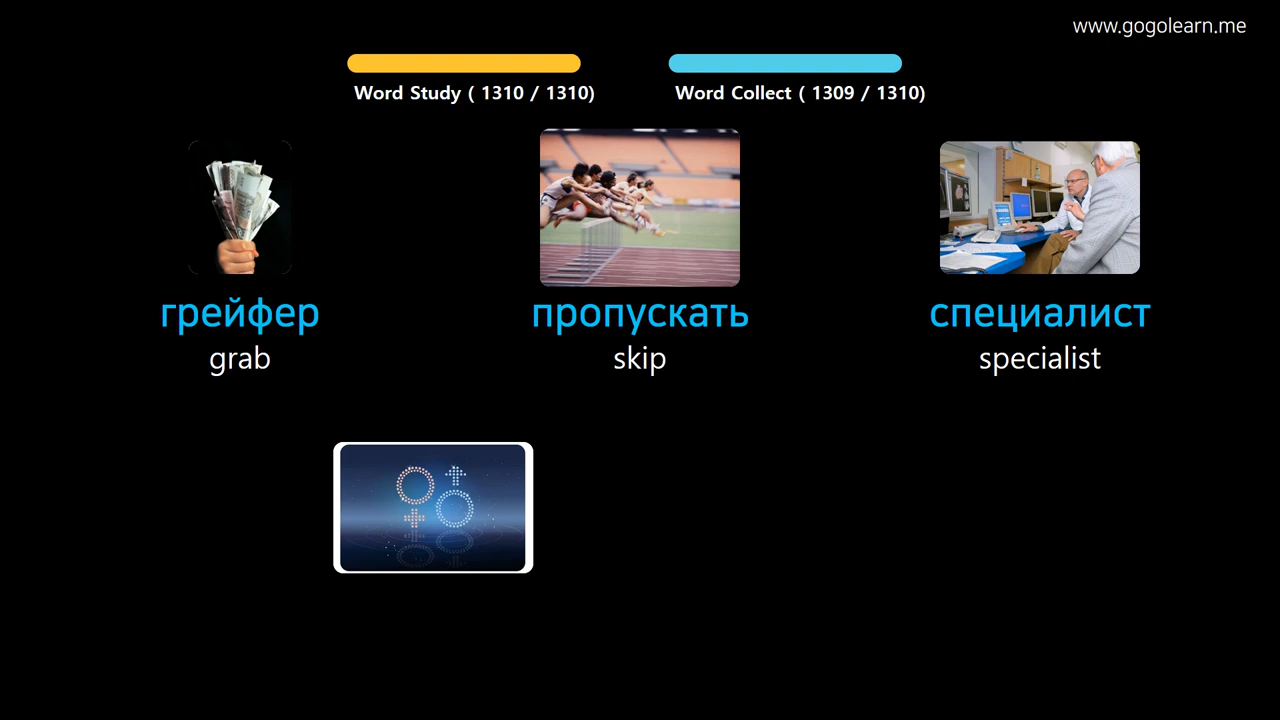 www.gogolearn.me
Word Study ( 1310 / 1310)
Word Collect ( 1309 / 1310)
грейфер
grab
пропускать
skip
специалист
specialist